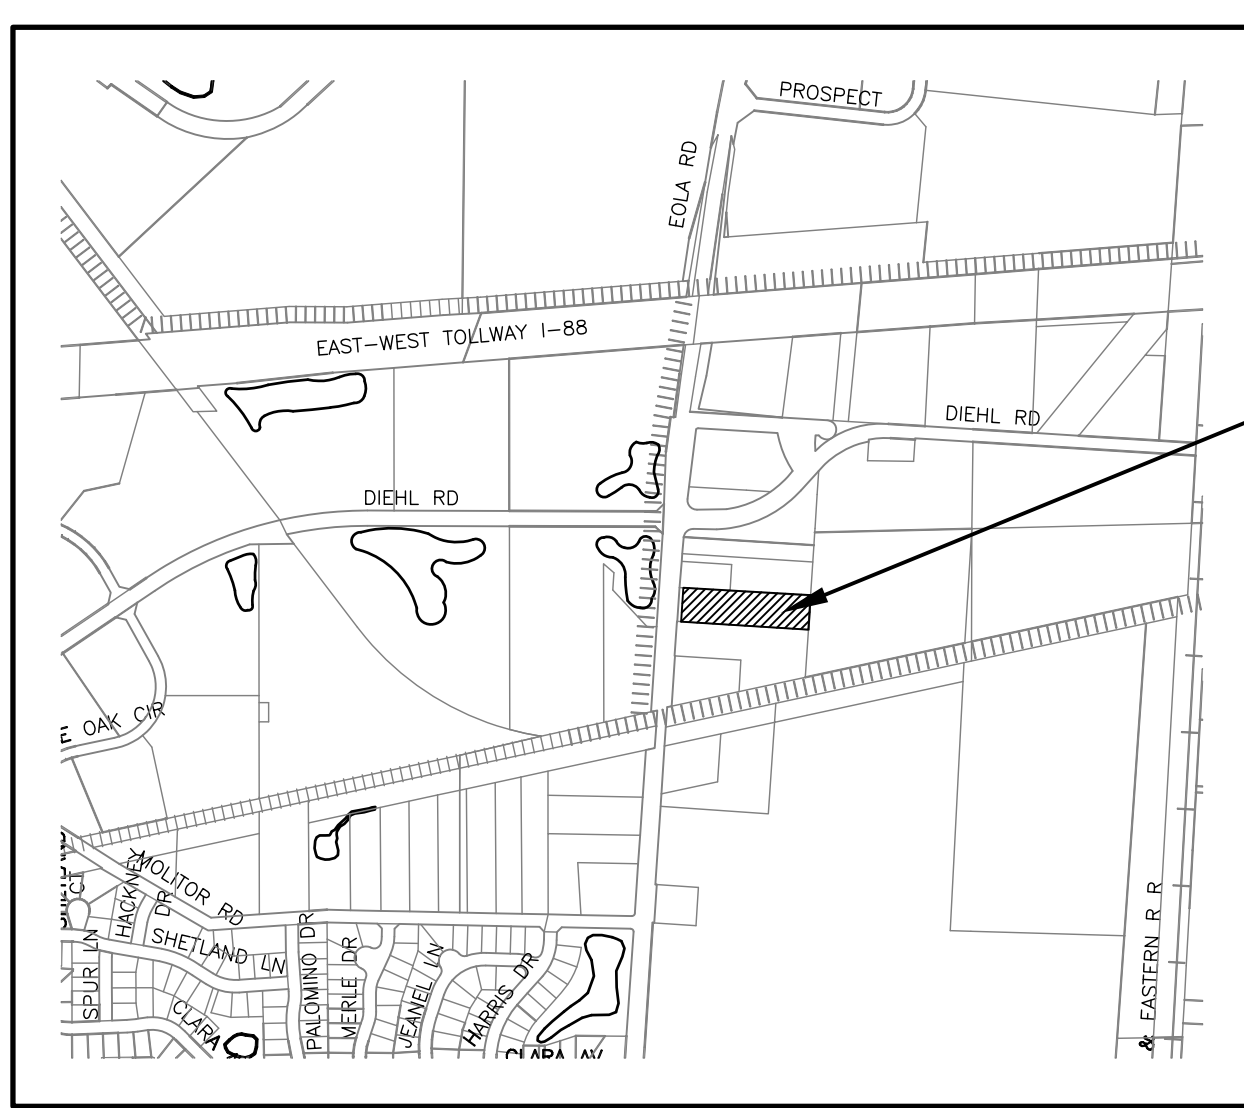 PROSPECT
EOLA RD
EAST-WEST TOLLWAY I-88
DIEHL RD
DIEHL RD
E OAK CIR
MOLITOR RD
CT
HACKNEY
DR
SHETLAND LN
SPUR LN
PALOMINO DR
MERLE DR
JEANEL LN
HARRIS DR
CLARA
CLARA AV
& EASTERN R R